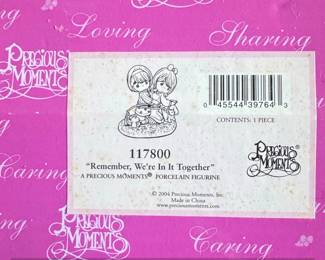 Loving
Sharing
ng
PRECIOUS
MOMENTS
0 45544 39764 3
CONTENTS: 1 PIECE
117800
"Remember, We're In It Together"
A PRECIOUS MOMENTS® PORCELAIN FIGURINE
PRECIOUS
MOMENTS
© 2004 Precious Moments, Inc.
Made in China
www.preciousmoments.com
Caring
PRECIOUS
MOMENTS
ng
Caring